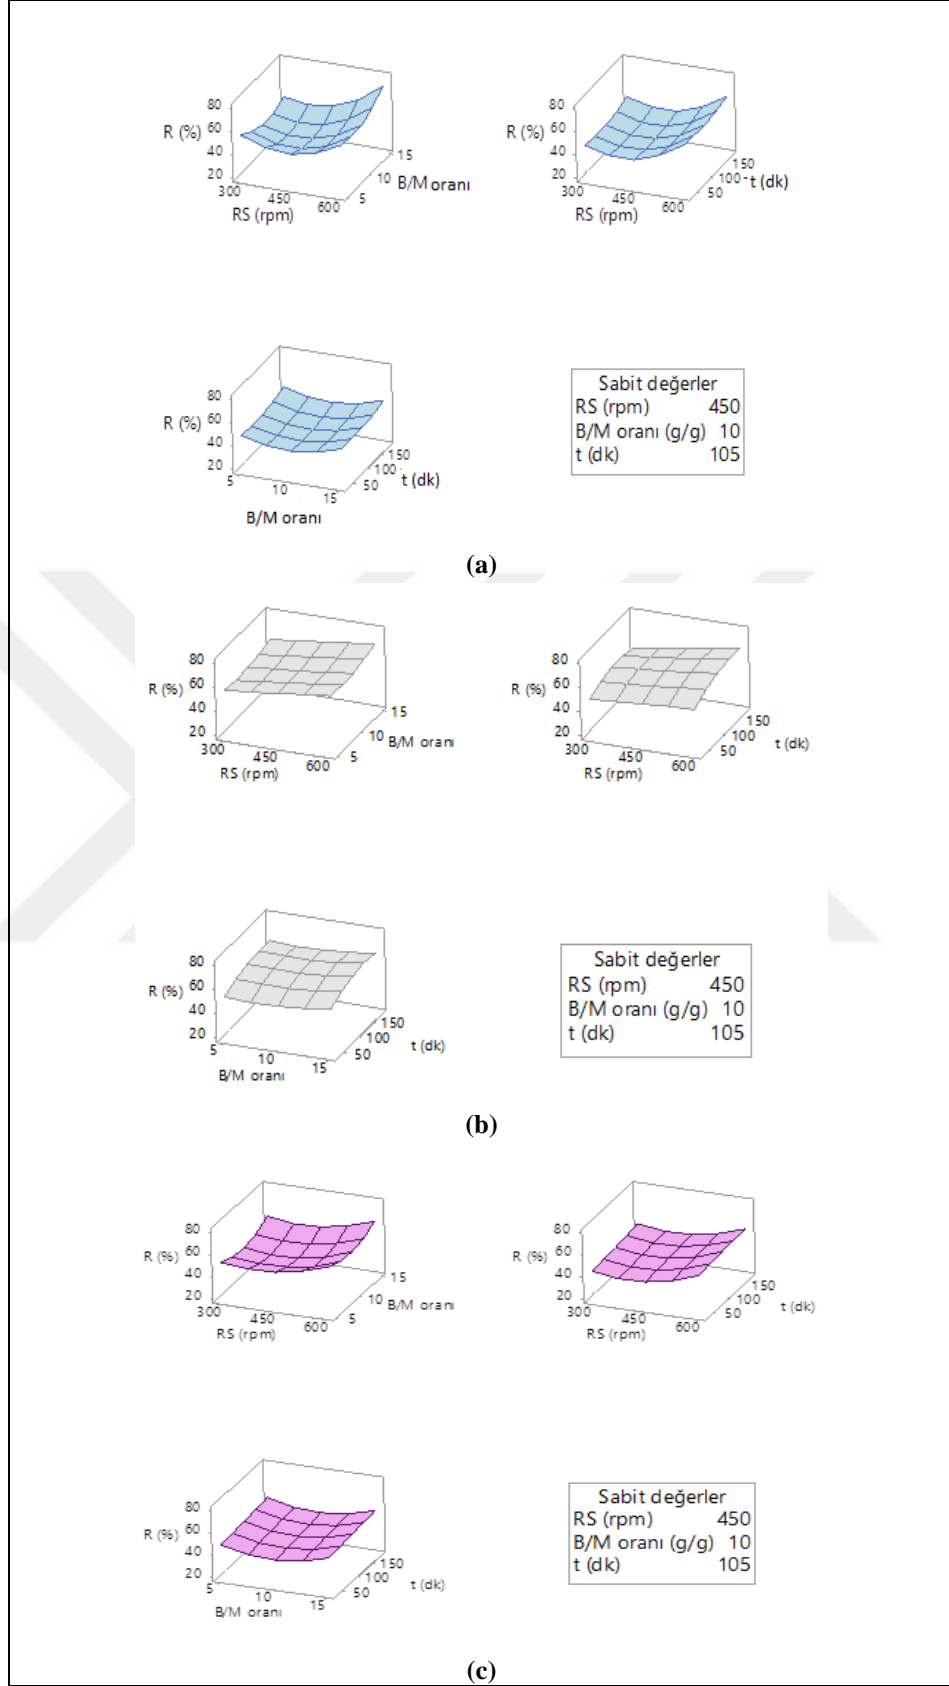 80
R (%) 60
40
20
300
450
600
RS (rpm)
5
10
15
B/M oranı
80
R (%) 60
40
20
300
450
600
RS (rpm)
50
100
150
t (dk)
80
R (%) 60
40
20
5
10
15
B/M oranı
50
100
150
t (dk)
Sabit değerler
RS (rpm) 450
B/M oranı (g/g) 10
t (dk) 105
(a)
80
R (%) 60
40
20
300
450
600
RS (rpm)
5
10
15
B/M oranı
80
R (%) 60
40
20
300
450
600
RS (rpm)
50
100
150
t (dk)
80
R (%) 60
40
20
5
10
15
B/M oranı
50
100
150
t (dk)
Sabit değerler
RS (rpm) 450
B/M oranı (g/g) 10
t (dk) 105
(b)
80
R (%) 60
40
20
300
450
600
RS (rpm)
5
10
15
B/M oranı
80
R (%) 60
40
20
300
450
600
RS (rpm)
50
100
150
t (dk)
80
R (%) 60
40
20
5
10
15
B/M oranı
50
100
150
t (dk)
Sabit değerler
RS (rpm) 450
B/M oranı (g/g) 10
t (dk) 105
(c)